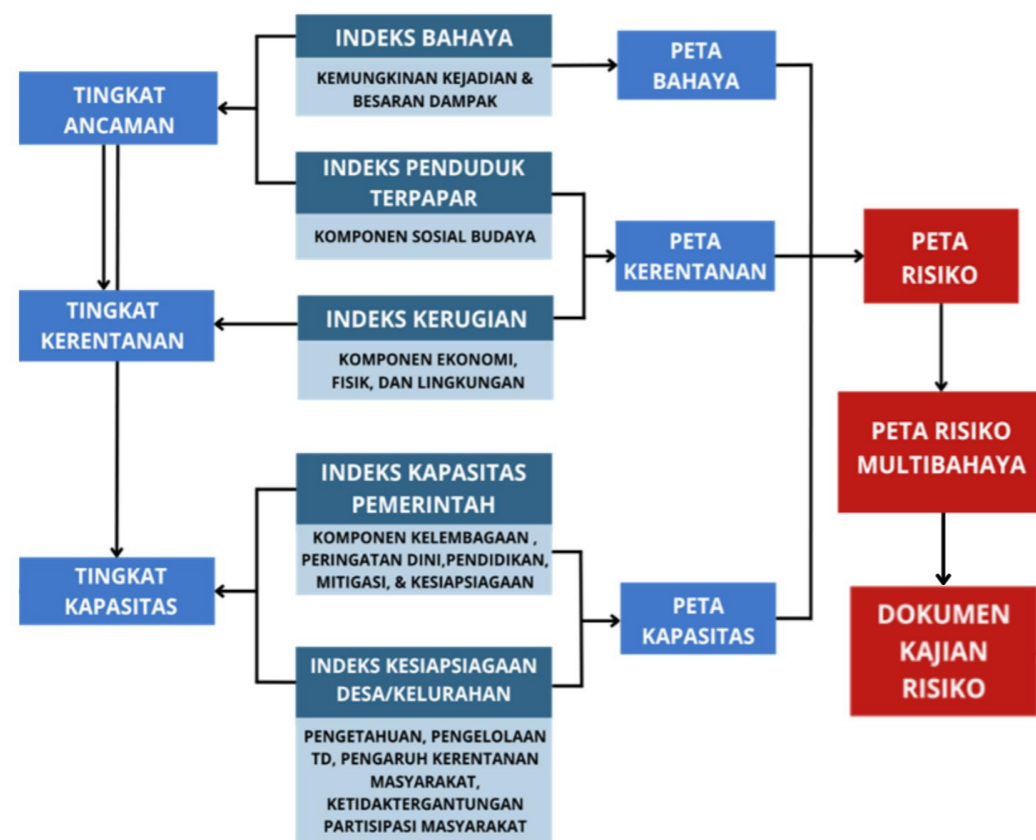 INDEKS BAHAYA
KEMUNGKINAN KEJADIAN &
BESARAN DAMPAK
PETA
BAHAYA
TINGKAT
ANCAMAN
INDEKS PENDUDUK
TERPAPAR
KOMPONEN SOSIAL BUDAYA
PETA
KERENTANAN
PETA
RISIKO
TINGKAT
KERENTANAN
INDEKS KERUGIAN
KOMPONEN EKONOMI,
FISIK, DAN LINGKUNGAN
PETA RISIKO
MULTIBAHAYA
INDEKS KAPASITAS
PEMERINTAH
KOMPONEN KELEMBAGAAN ,
PERINGATAN DINI,PENDIDIKAN,
MITIGASI, & KESIAPSIAGAAN
TINGKAT
KAPASITAS
PETA
KAPASITAS
DOKUMEN
KAJIAN
RISIKO
INDEKS KESIAPSIAGAAN
DESA/KELURAHAN
PENGETAHUAN, PENGELOLAAN
TD, PENGARUH KERENTANAN
MASYARAKAT,
KETIDAKTERGANTUNGAN
PARTISIPASI MASYARAKAT